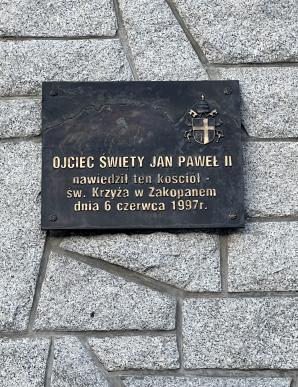 OJCIEC ŚWIĘTY JAN PAWEŁ II
nawiedził ten kościół -
św. Krzyża w Zakopanem
dnia 6 czerwca 1997r.